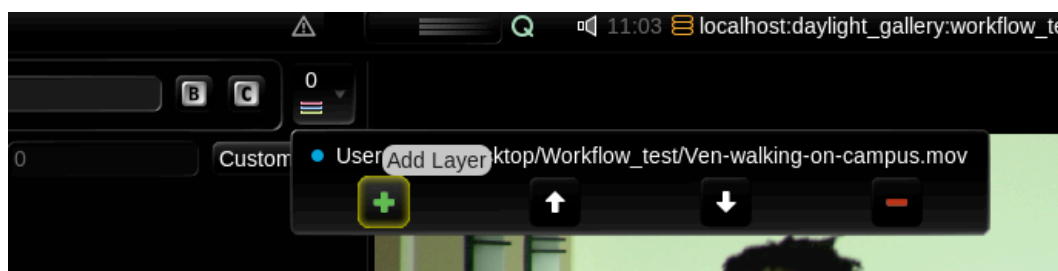 11:03 localhost:daylight_gallery:workflow_te
B C 0
0 Custom
User Add Layer ktop/Workflow_test/Ven-walking-on-campus.mov